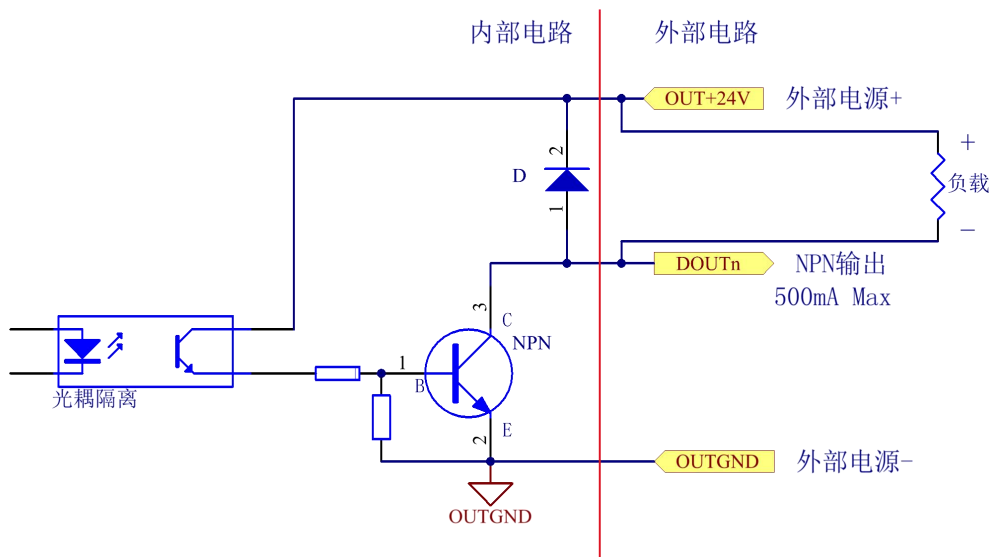 内部电路
外部电路
OUT+24V
外部电源+
2
D
1
+
负载
-
DOUTn
NPN输出
500mA Max
3
C
NPN
1
B
光耦隔离
2
E
OUTGND
外部电源-
OUTGND